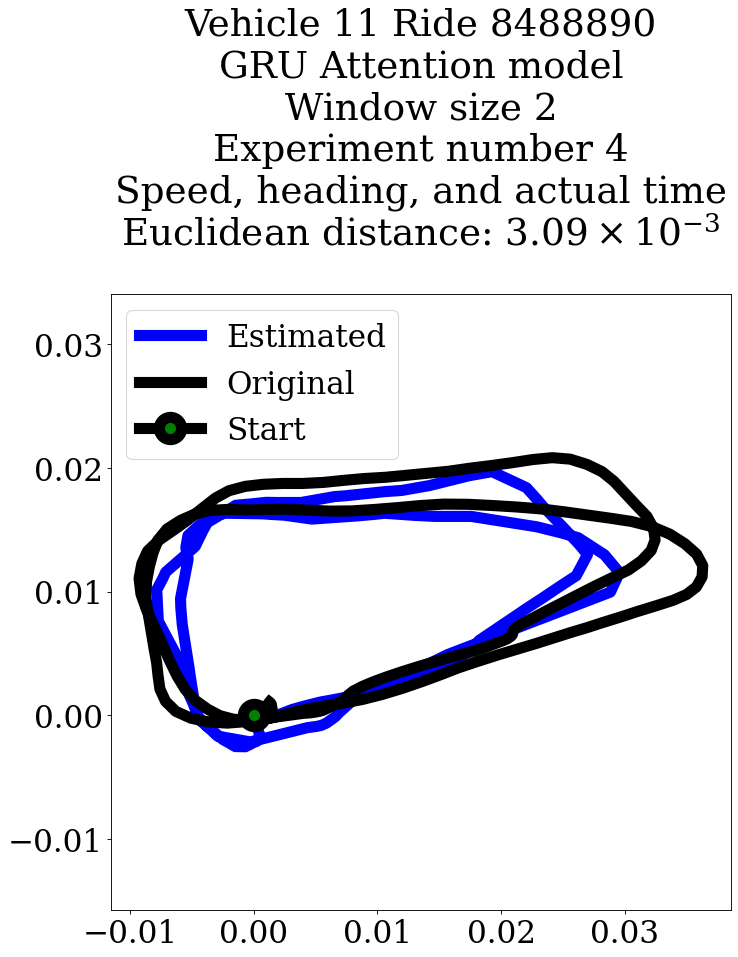 Vehicle 11 Ride 8488890
GRU Attention model
Window size 2
Experiment number 4
Speed, heading, and actual time
Euclidean distance: 3.09 × 10⁻³
Estimated
Original
Start
0.03
0.02
0.01
0.00
−0.01
−0.01 0.00 0.01 0.02 0.03